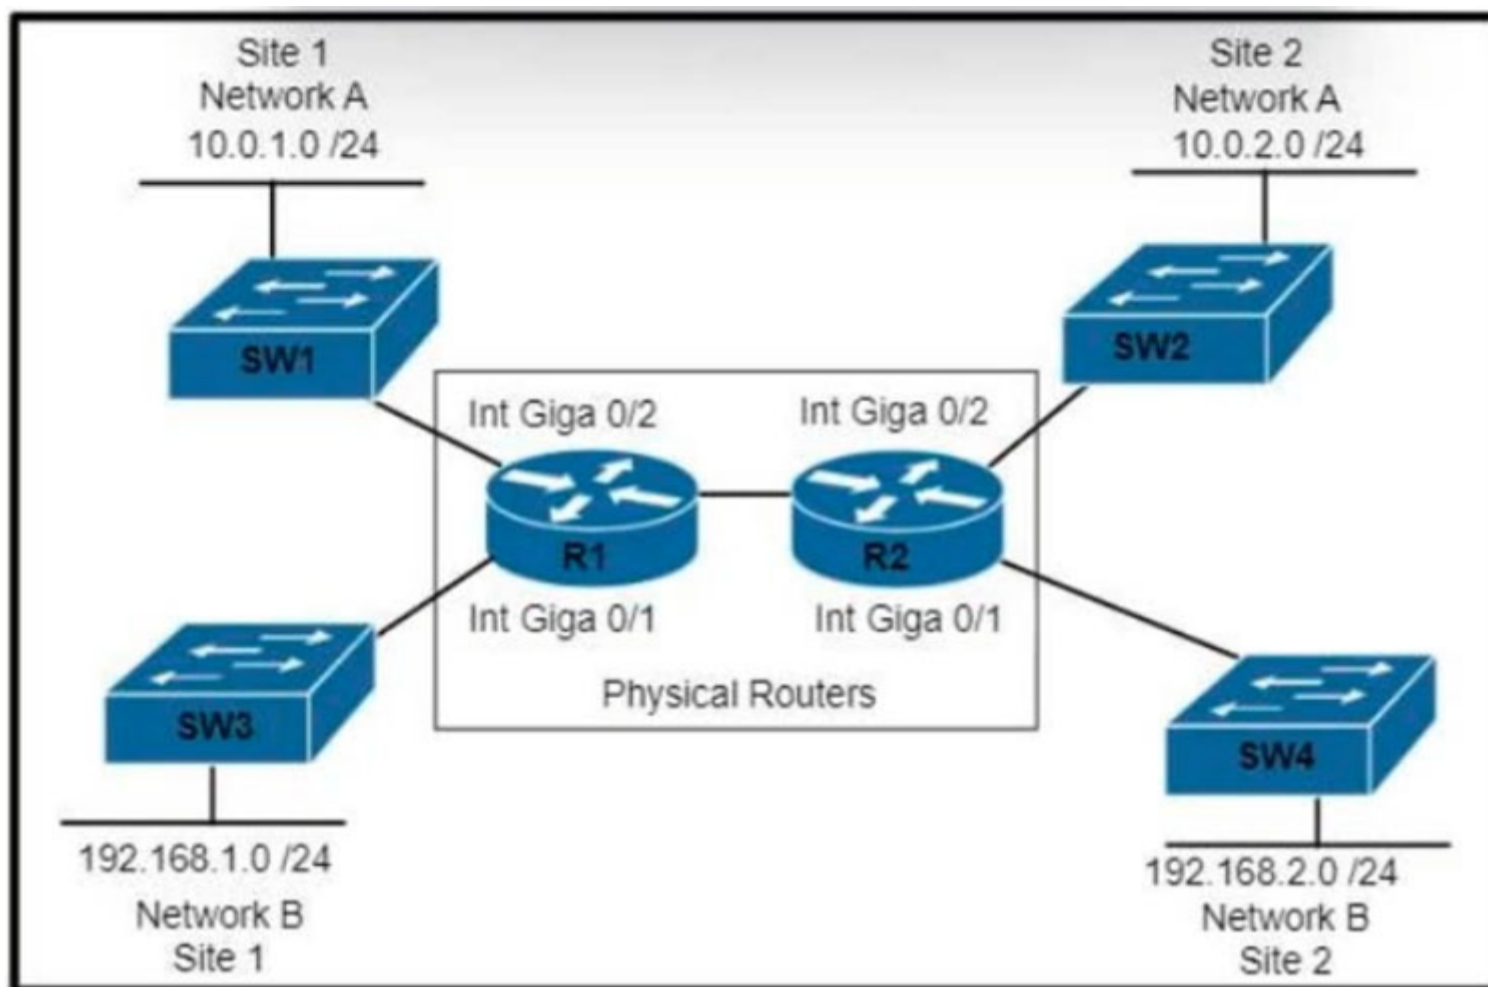 Site 1
Network A
10.0.1.0 /24
Site 2
Network A
10.0.2.0 /24
SW1
SW2
Int Giga 0/2
Int Giga 0/2
R1
R2
Int Giga 0/1
Int Giga 0/1
Physical Routers
SW3
SW4
192.168.1.0 /24
Network B
Site 1
192.168.2.0 /24
Network B
Site 2